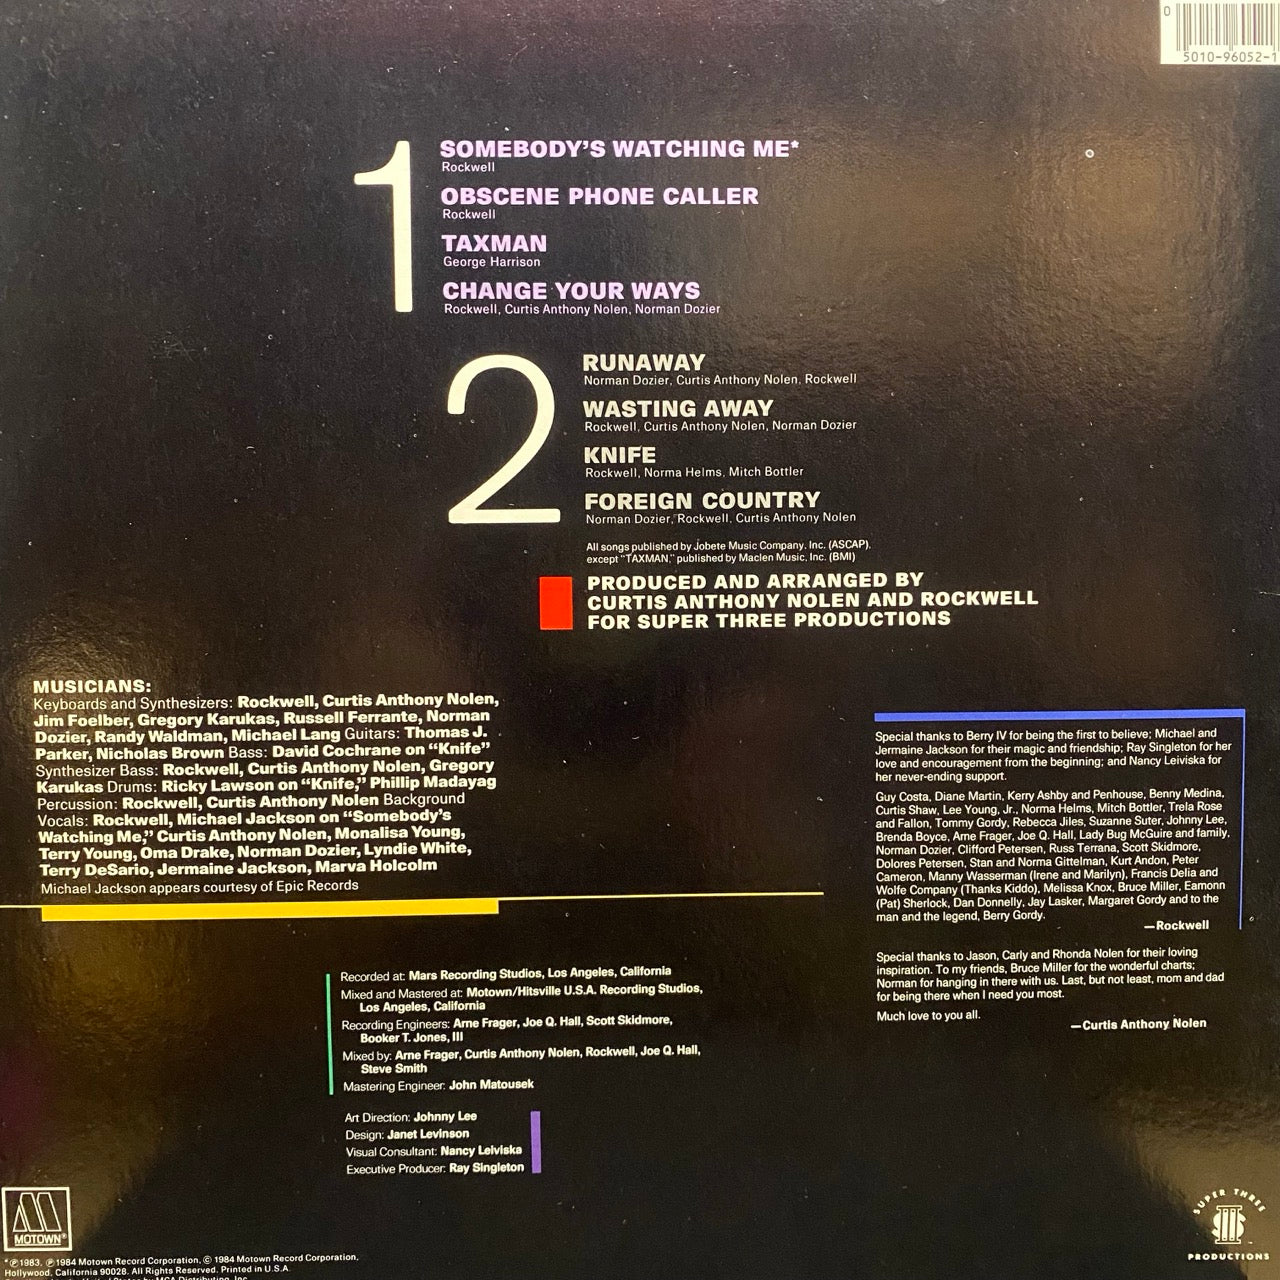 0
5010-96052-1
1
SOMEBODY'S WATCHING ME*
Rockwell
OBSCENE PHONE CALLER
Rockwell
TAXMAN
George Harrison
CHANGE YOUR WAYS
Rockwell, Curtis Anthony Nolen, Norman Dozier
2
RUNAWAY
Norman Dozier, Curtis Anthony Nolen, Rockwell
WASTING AWAY
Rockwell, Curtis Anthony Nolen, Norman Dozier
KNIFE
Rockwell, Norma Helms, Mitch Bottler
FOREIGN COUNTRY
Norman Dozier, Rockwell, Curtis Anthony Nolen
All songs published by Jobete Music Company, Inc. (ASCAP),
except "TAXMAN," published by Maclen Music, Inc. (BMI)
PRODUCED AND ARRANGED BY
CURTIS ANTHONY NOLEN AND ROCKWELL
FOR SUPER THREE PRODUCTIONS
MUSICIANS:
Keyboards and Synthesizers: Rockwell, Curtis Anthony Nolen,
Jim Foelber, Gregory Karukas, Russell Ferrante, Norman
Dozier, Randy Waldman, Michael Lang Guitars: Thomas J.
Parker, Nicholas Brown Bass: David Cochrane on "Knife"
Synthesizer Bass: Rockwell, Curtis Anthony Nolen, Gregory
Karukas Drums: Ricky Lawson on "Knife," Phillip Madayag
Percussion: Rockwell, Curtis Anthony Nolen Background
Vocals: Rockwell, Michael Jackson on "Somebody's
Watching Me," Curtis Anthony Nolen, Monalisa Young,
Terry Young, Oma Drake, Norman Dozier, Lyndie White,
Terry DeSario, Jermaine Jackson, Marva Holcolm
Michael Jackson appears courtesy of Epic Records
Special thanks to Berry IV for being the first to believe; Michael and
Jermaine Jackson for their magic and friendship; Ray Singleton for her
love and encouragement from the beginning; and Nancy Leiviska for
her never-ending support.
Guy Costa, Diane Martin, Kerry Ashby and Penhouse, Benny Medina,
Curtis Shaw, Lee Young, Jr., Norma Helms, Mitch Bottler, Trela Rose
and Fallon, Tommy Gordy, Rebecca Jiles, Suzanne Suter, Johnny Lee,
Brenda Boyce, Arne Frager, Joe Q. Hall, Lady Bug McGuire and family,
Norman Dozier, Clifford Petersen, Russ Terrana, Scott Skidmore,
Dolores Petersen, Stan and Norma Gittelman, Kurt Andon, Peter
Cameron, Manny Wasserman (Irene and Marilyn), Francis Delia and
Wolfe Company (Thanks Kiddo), Melissa Knox, Bruce Miller, Eamonn
(Pat) Sherlock, Dan Donnelly, Jay Lasker, Margaret Gordy and to the
man and the legend, Berry Gordy.
—Rockwell
Special thanks to Jason, Carly and Rhonda Nolen for their loving
inspiration. To my friends, Bruce Miller for the wonderful charts;
Norman for hanging in there with us. Last, but not least, mom and dad
for being there when I need you most.
Much love to you all.
—Curtis Anthony Nolen
Recorded at: Mars Recording Studios, Los Angeles, California
Mixed and Mastered at: Motown/Hitsville U.S.A. Recording Studios,
Los Angeles, California
Recording Engineers: Arne Frager, Joe Q. Hall, Scott Skidmore,
Booker T. Jones, III
Mixed by: Arne Frager, Curtis Anthony Nolen, Rockwell, Joe Q. Hall,
Steve Smith
Mastering Engineer: John Matousek
Art Direction: Johnny Lee
Design: Janet Levinson
Visual Consultant: Nancy Leiviska
Executive Producer: Ray Singleton
M
MOTOWN®
SUPER THREE
PRODUCTIONS
*℗1983, ℗1984 Motown Record Corporation, © 1984 Motown Record Corporation,
Hollywood, California 90028. All Rights Reserved. Printed in U.S.A.
MCA Distributing, Inc.